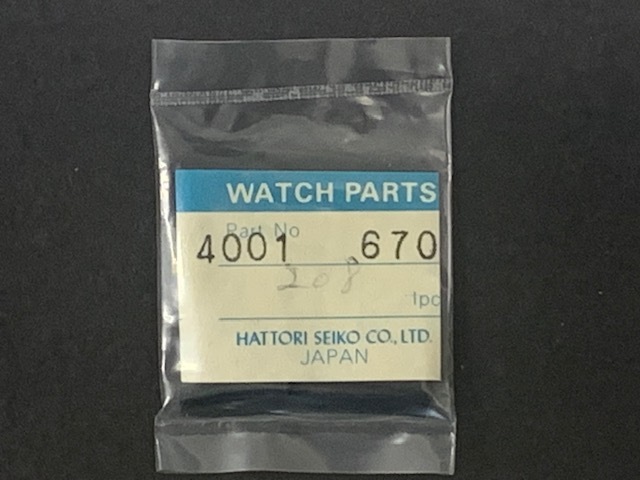 WATCH PARTS
Part No
4001 670
208
1pc
HATTORI SEIKO CO., LTD.
JAPAN